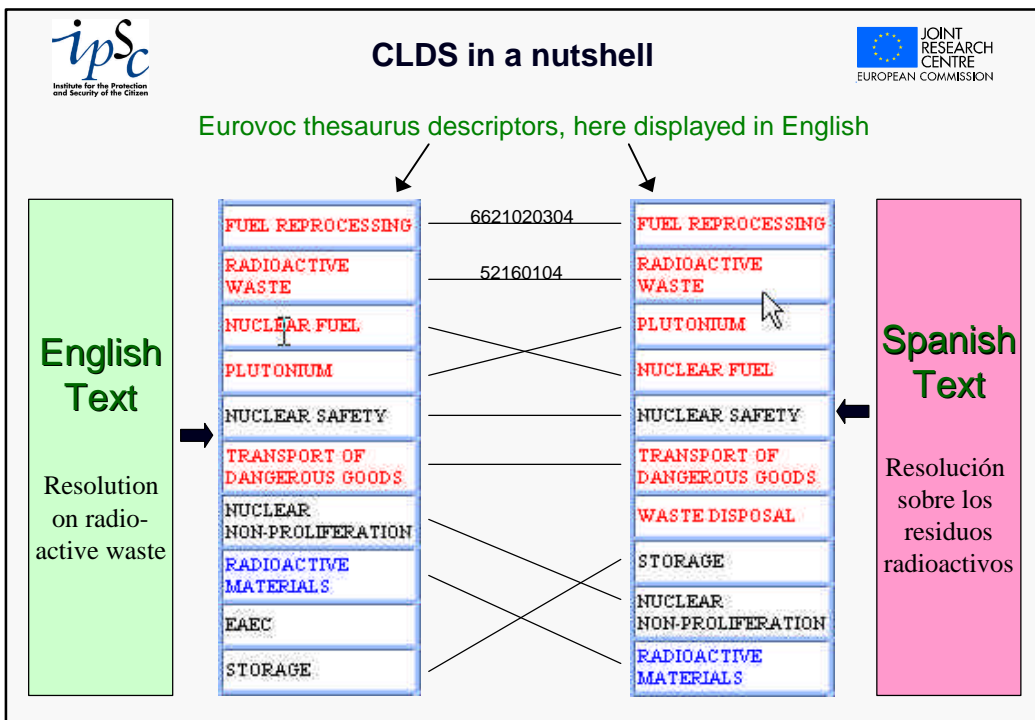 ipSc
Institute for the Protection
and Security of the Citizen
CLDS in a nutshell
JOINT
RESEARCH
CENTRE
EUROPEAN COMMISSION
Eurovoc thesaurus descriptors, here displayed in English
English
Text
Resolution
on radio-
active waste
FUEL REPROCESSING
RADIOACTIVE
WASTE
NUCLEAR FUEL
PLUTONIUM
NUCLEAR SAFETY
TRANSPORT OF
DANGEROUS GOODS
NUCLEAR
NON-PROLIFERATION
RADIOACTIVE
MATERIALS
EAEC
STORAGE
6621020304
52160104
FUEL REPROCESSING
RADIOACTIVE
WASTE
PLUTONIUM
NUCLEAR FUEL
NUCLEAR SAFETY
TRANSPORT OF
DANGEROUS GOODS
WASTE DISPOSAL
STORAGE
NUCLEAR
NON-PROLIFERATION
RADIOACTIVE
MATERIALS
Spanish
Text
Resolución
sobre los
residuos
radioactivos